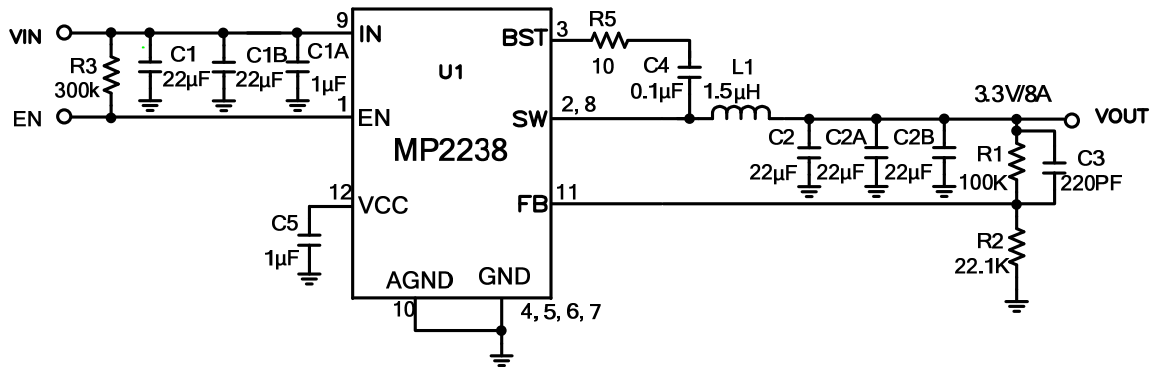 VIN
R3
300k
C1
22µF
C1B
22µF
C1A
1µF
9
IN
1
EN
EN
U1
MP2238
12
VCC
C5
1µF
AGND
10
GND
4, 5, 6, 7
BST
3
R5
10
C4
0.1µF
L1
1.5µH
SW
2, 8
3.3V/8A
VOUT
C2
22µF
C2A
22µF
C2B
22µF
R1
100K
C3
220PF
FB
11
R2
22.1K